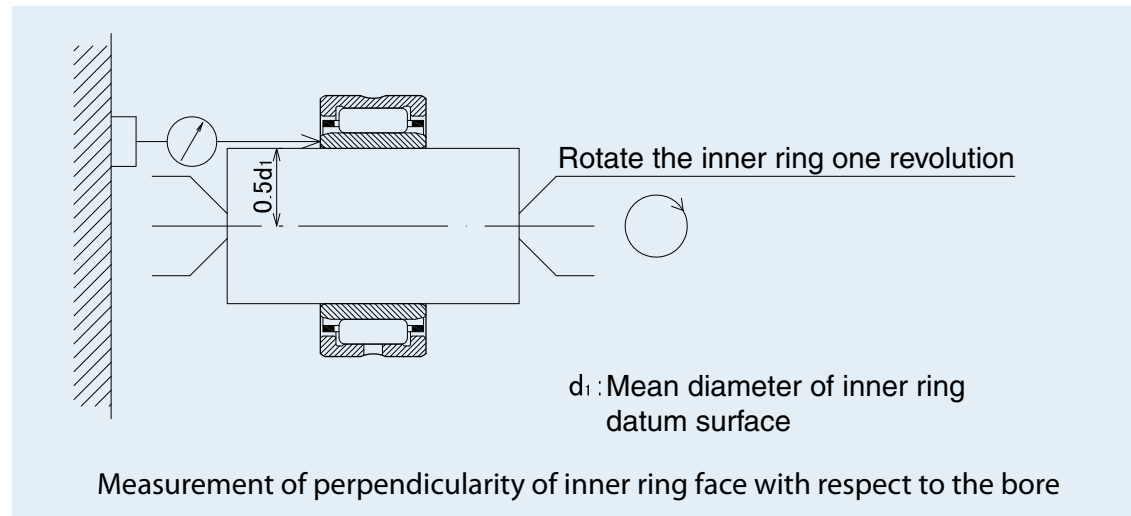 0.5d₁
Rotate the inner ring one revolution
d₁ : Mean diameter of inner ring
datum surface
Measurement of perpendicularity of inner ring face with respect to the bore